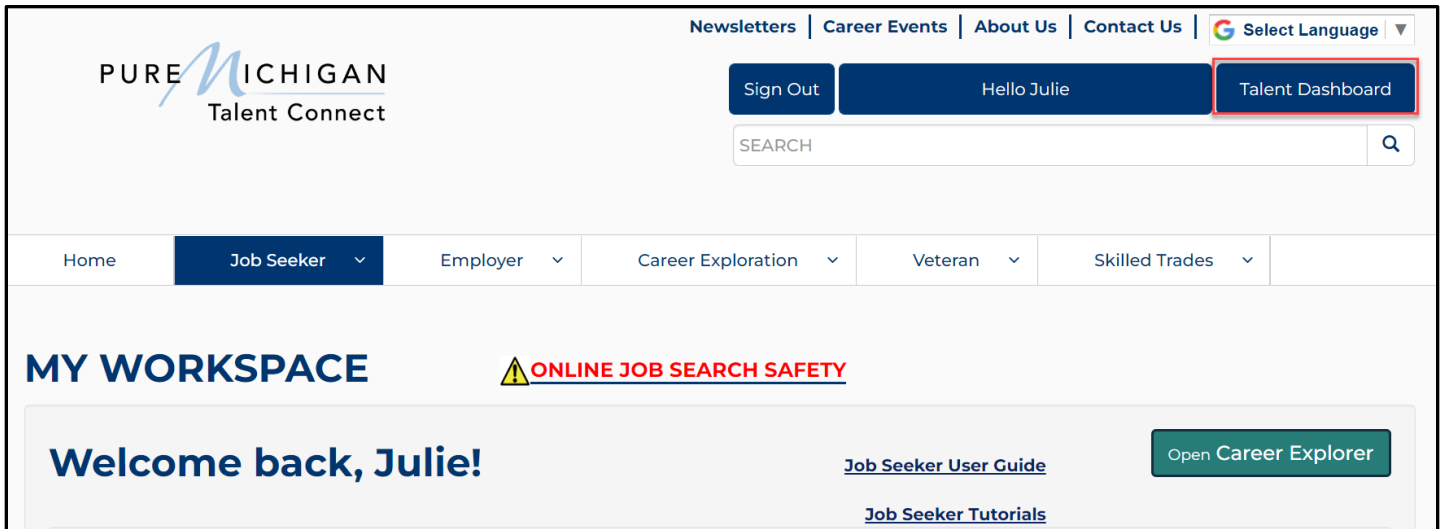 Newsletters | Career Events | About Us | Contact Us | G Select Language ▼
PURE MICHIGAN
Talent Connect
Sign Out Hello Julie Talent Dashboard
SEARCH
Home Job Seeker Employer Career Exploration Veteran Skilled Trades
MY WORKSPACE ONLINE JOB SEARCH SAFETY
Welcome back, Julie!
Job Seeker User Guide
Open Career Explorer
Job Seeker Tutorials